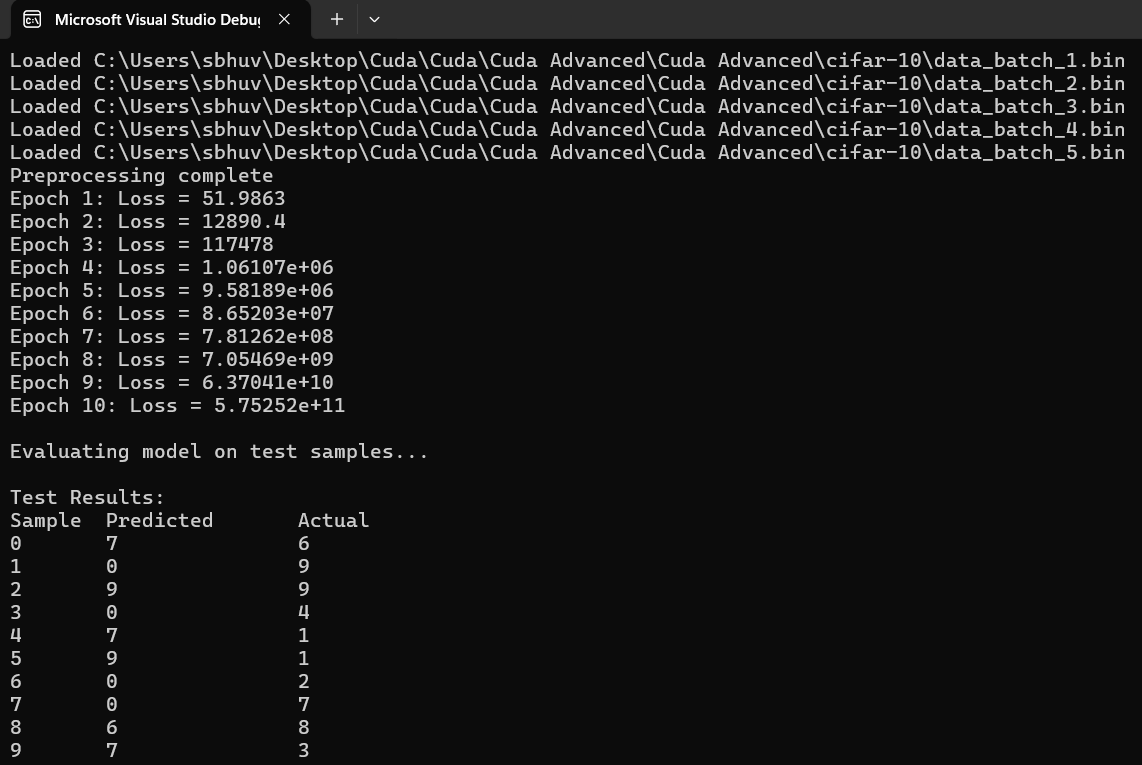 Microsoft Visual Studio Debug
Loaded C:\Users\sbhuv\Desktop\Cuda\Cuda\Cuda Advanced\Cuda Advanced\cifar-10\data_batch_1.bin
Loaded C:\Users\sbhuv\Desktop\Cuda\Cuda\Cuda Advanced\Cuda Advanced\cifar-10\data_batch_2.bin
Loaded C:\Users\sbhuv\Desktop\Cuda\Cuda\Cuda Advanced\Cuda Advanced\cifar-10\data_batch_3.bin
Loaded C:\Users\sbhuv\Desktop\Cuda\Cuda\Cuda Advanced\Cuda Advanced\cifar-10\data_batch_4.bin
Loaded C:\Users\sbhuv\Desktop\Cuda\Cuda\Cuda Advanced\Cuda Advanced\cifar-10\data_batch_5.bin
Preprocessing complete
Epoch 1: Loss = 51.9863
Epoch 2: Loss = 12890.4
Epoch 3: Loss = 117478
Epoch 4: Loss = 1.06107e+06
Epoch 5: Loss = 9.58189e+06
Epoch 6: Loss = 8.65203e+07
Epoch 7: Loss = 7.81262e+08
Epoch 8: Loss = 7.05469e+09
Epoch 9: Loss = 6.37041e+10
Epoch 10: Loss = 5.75252e+11
Evaluating model on test samples...
Test Results:
Sample Predicted Actual
0 7 6
1 0 9
2 9 9
3 0 4
4 7 1
5 9 1
6 0 2
7 0 7
8 6 8
9 7 3